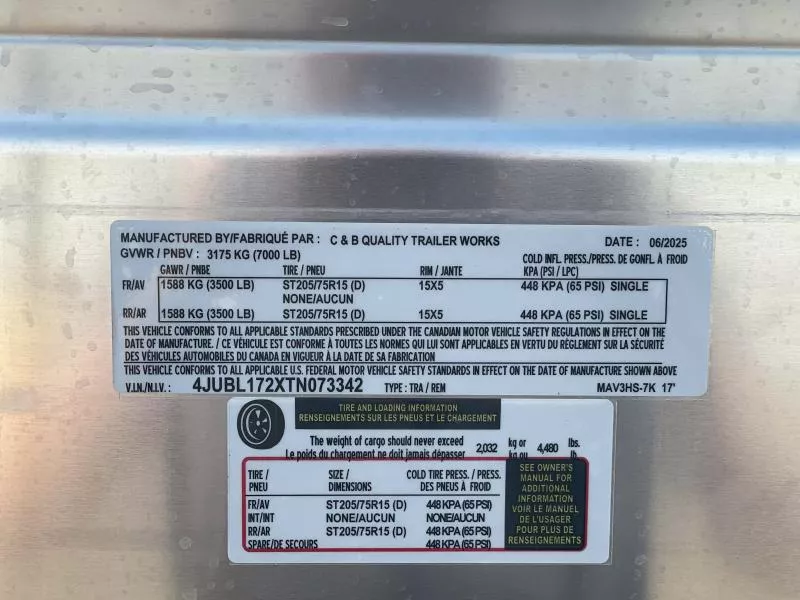 MANUFACTURED BY/FABRIQUÉ PAR : C & B QUALITY TRAILER WORKS DATE : 06/2025
GVWR / PNBV : 3175 KG (7000 LB)
COLD INFL. PRESS./PRESS. DE GONFL. À FROID
GAWR / PNBE TIRE / PNEU RIM / JANTE KPA (PSI / LPC)
FR/AV 1588 KG (3500 LB) ST205/75R15 (D) 15X5 448 KPA (65 PSI) SINGLE
NONE/AUCUN
RR/AR 1588 KG (3500 LB) ST205/75R15 (D) 15X5 448 KPA (65 PSI) SINGLE
THIS VEHICLE CONFORMS TO ALL APPLICABLE STANDARDS PRESCRIBED UNDER THE CANADIAN MOTOR VEHICLE SAFETY REGULATIONS IN EFFECT ON THE
DATE OF MANUFACTURE. / CE VÉHICULE EST CONFORME À TOUTES LES NORMES QUI LUI SONT APPLICABLES EN VERTU DU RÈGLEMENT SUR LA SÉCURITÉ
DES VÉHICULES AUTOMOBILES DU CANADA EN VIGUEUR À LA DATE DE SA FABRICATION
THIS VEHICLE CONFORMS TO ALL APPLICABLE U.S. FEDERAL MOTOR VEHICLE SAFETY STANDARDS IN EFFECT ON THE DATE OF MANUFACTURE SHOWN ABOVE
V.I.N./N.I.V.: 4JUBL172XTN073342 TYPE : TRA / REM MAV3HS-7K 17'
TIRE AND LOADING INFORMATION
RENSEIGNEMENTS SUR LES PNEUS ET LE CHARGEMENT
The weight of cargo should never exceed
Le poids du chargement ne doit jamais dépasser
2,032 kg or
kg ou
4,480 lbs.
lb
TIRE /
PNEU
SIZE /
DIMENSIONS
COLD TIRE PRESS. / PRESS.
DES PNEUS À FROID
FR/AV ST205/75R15 (D) 448 KPA (65 PSI)
INT/INT NONE/AUCUN NONE/AUCUN
RR/AR ST205/75R15 (D) 448 KPA (65 PSI)
SPARE/DE SECOURS 448 KPA (65 PSI)
SEE OWNER'S
MANUAL FOR
ADDITIONAL
INFORMATION
VOIR LE MANUEL
DE L'USAGER
POUR PLUS DE
RENSEIGNEMENTS